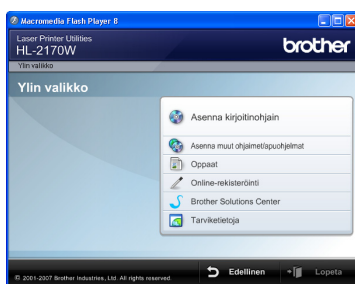 Macromedia Flash Player 8
Laser Printer Utilities
HL-2170W
brother
Ylin valikko
Ylin valikko
Asenna kirjoitinohjain
Asenna muut ohjaimet/apuohjelmat
Oppaat
Online-rekisteröinti
Brother Solutions Center
Tarviketietoja
© 2001-2007 Brother Industries, Ltd. All rights reserved.
Edellinen
Lopeta